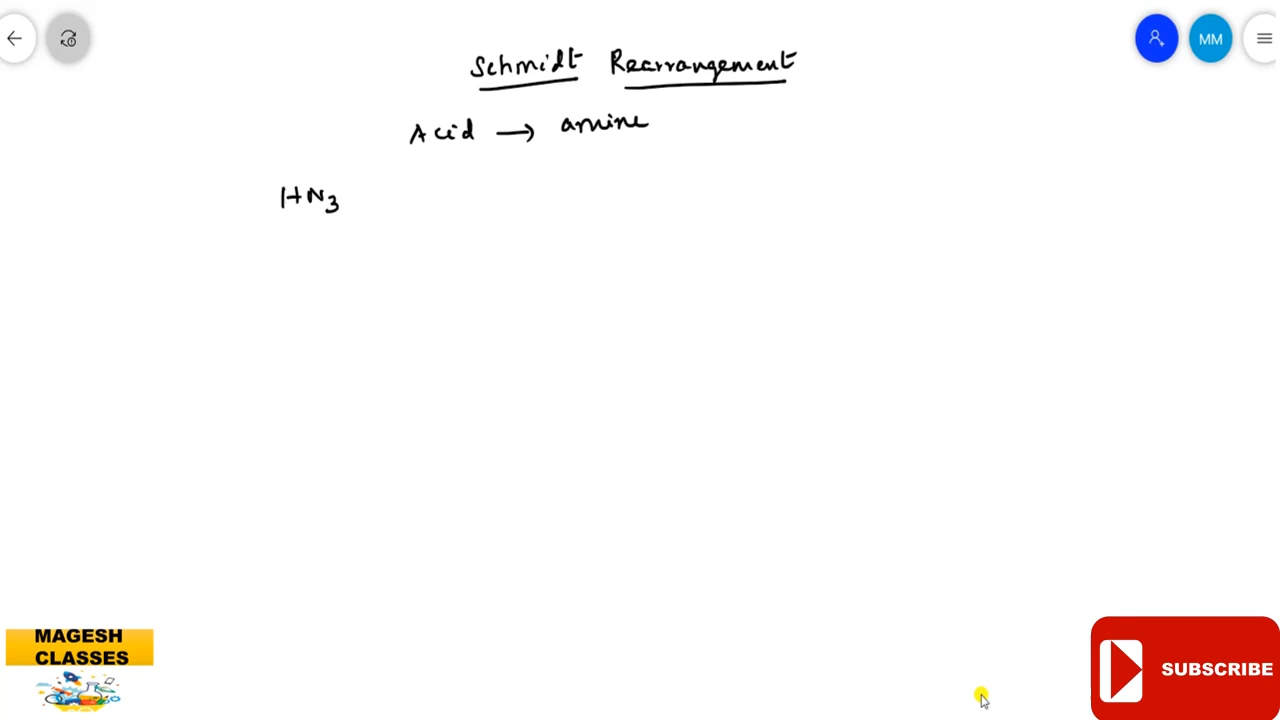 MM
Schmidt Rearrangement
Acid → amine
HN₃
MAGESH
CLASSES
SUBSCRIBE